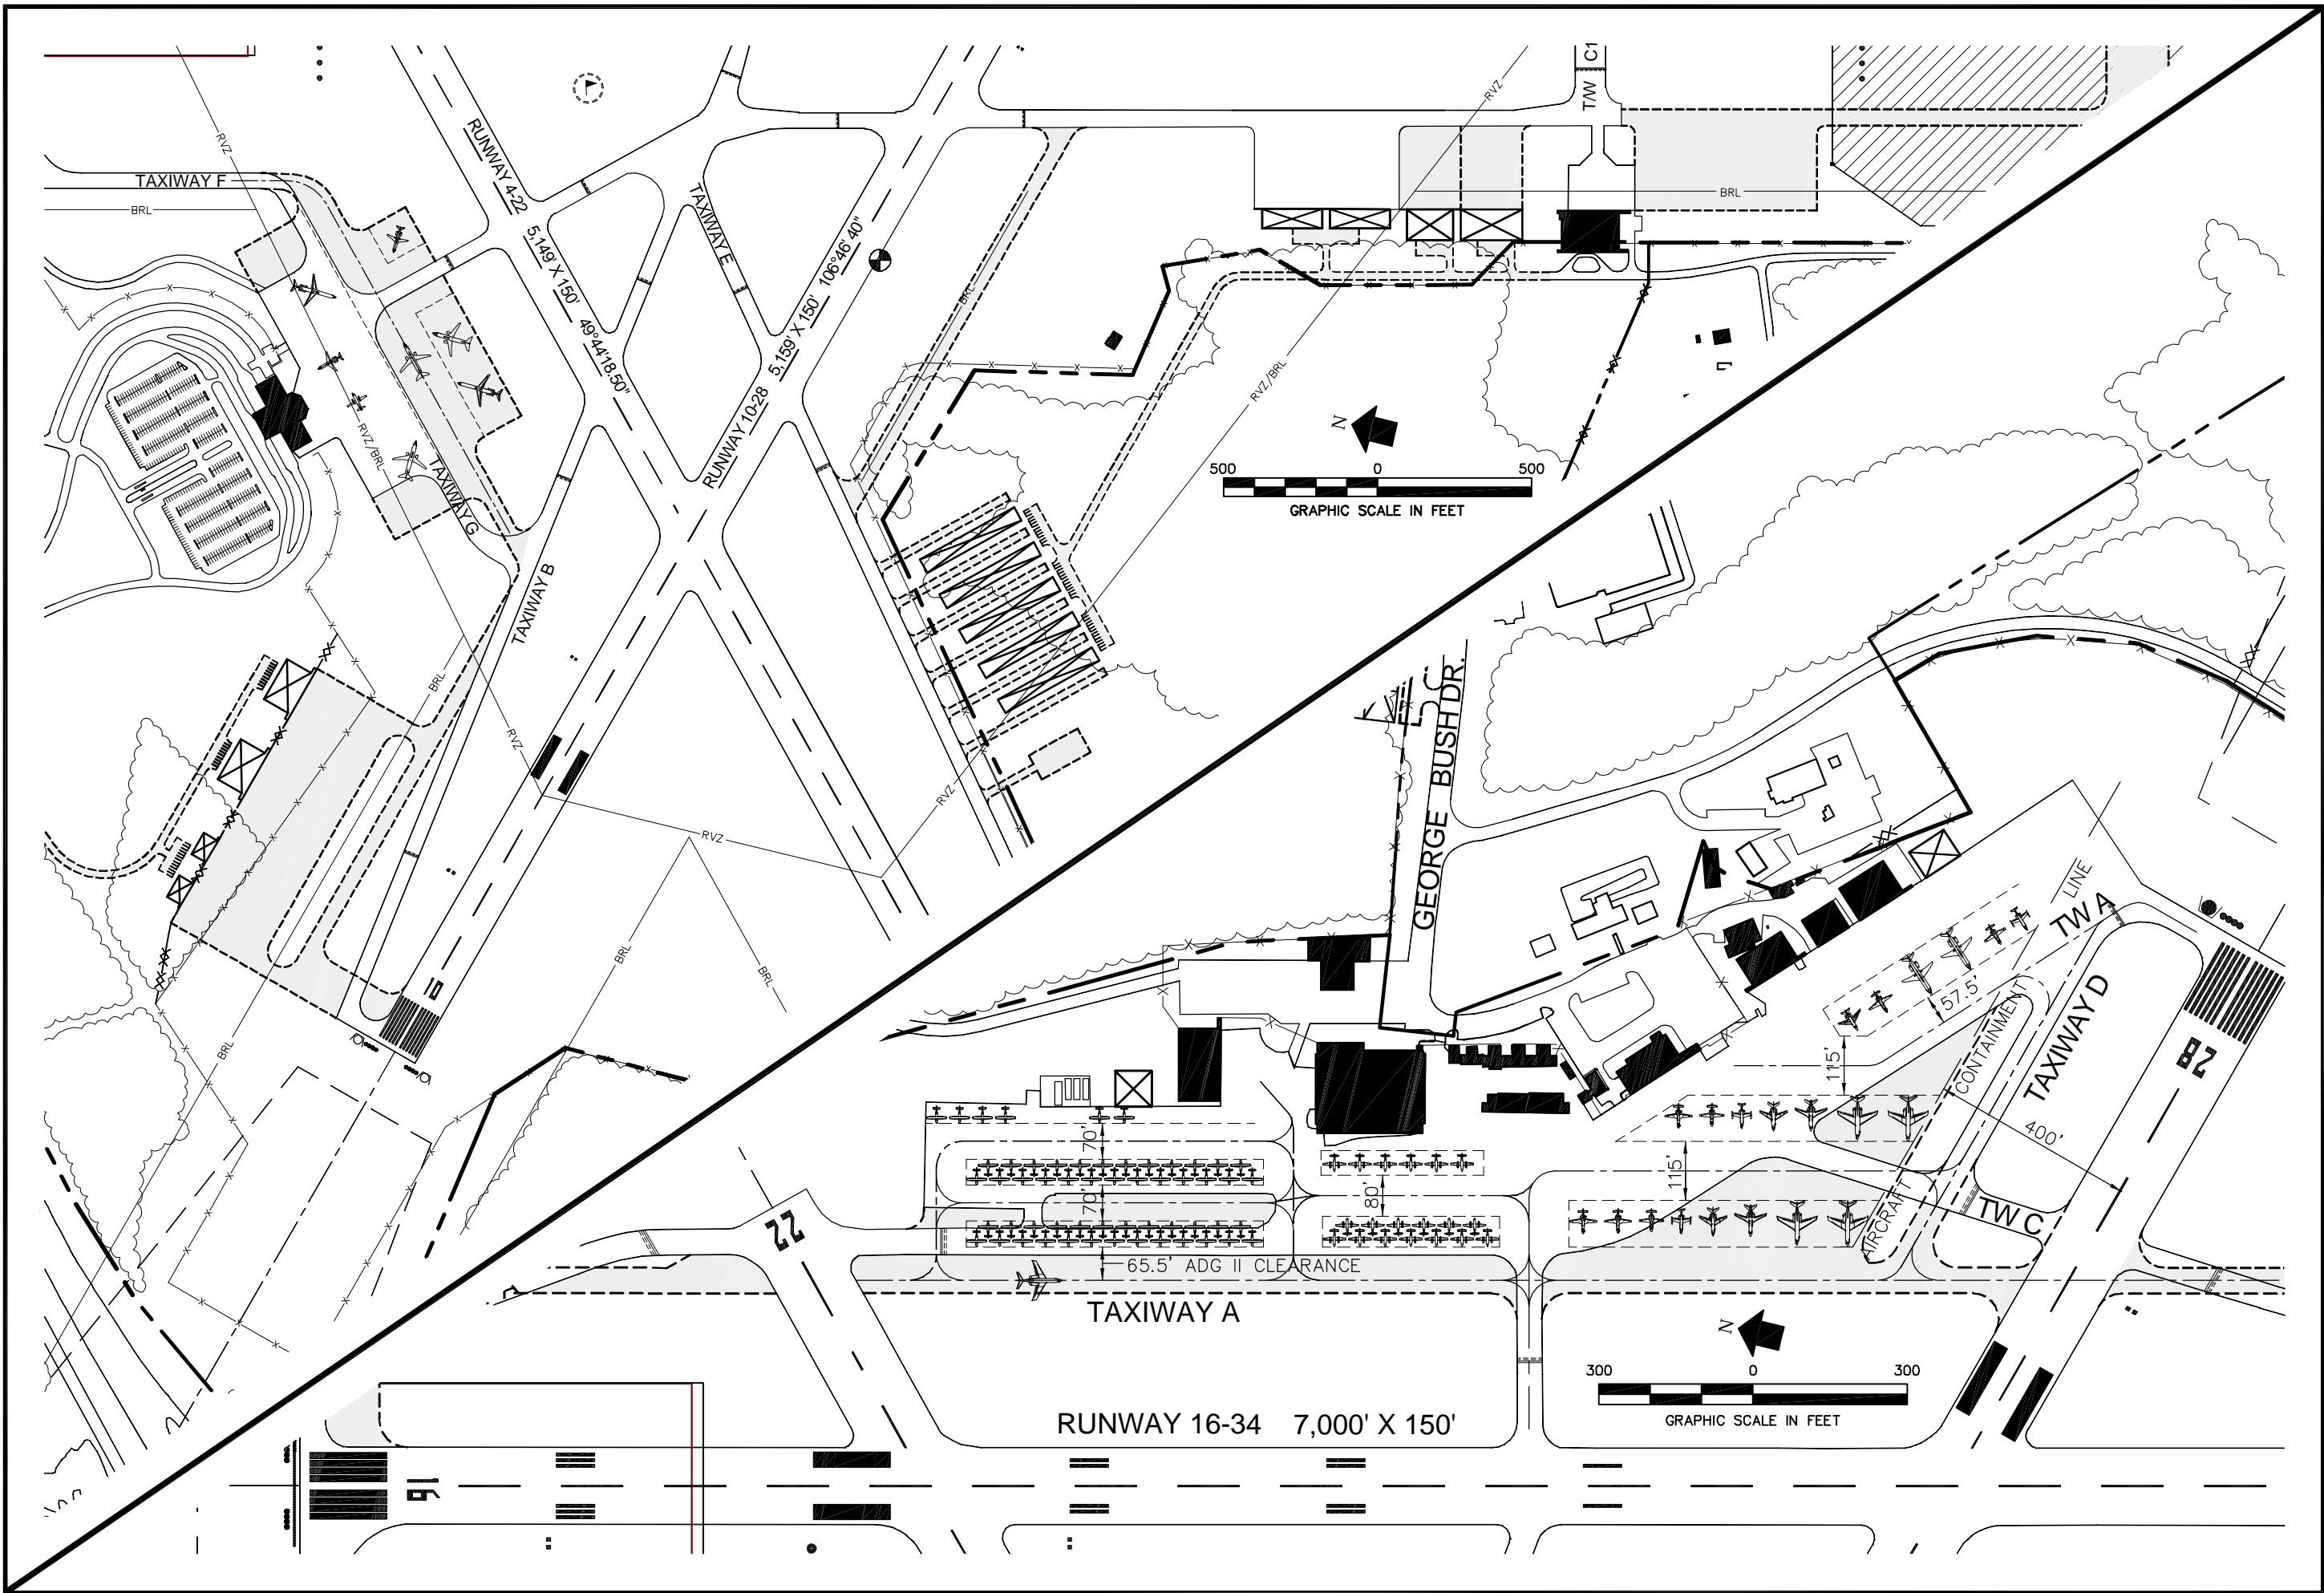 T/W C1
RVZ
RVZ
RUNWAY 4-22
5,149' X 150'
49°44'18.50"
TAXIWAY F
BRL
TAXIWAY E
RUNWAY 10-28
5,159' X 150'
106°46'40"
BRL
BRL
RVZ/BRL
N
500 0 500
GRAPHIC SCALE IN FEET
RVZ/BRL
TAXIWAY G
TAXIWAY B
BRL
RVZ
RVZ
RVZ
BRL
BRL
BRL
10
GEORGE BUSH DR.
LINE
TW A
57.5'
CONTAINMENT
TAXIWAY D
28
115'
400'
70'
115'
70'
80'
AIRCRAFT
TW C
22
65.5' ADG II CLEARANCE
TAXIWAY A
N
300 0 300
GRAPHIC SCALE IN FEET
RUNWAY 16-34 7,000' X 150'
16